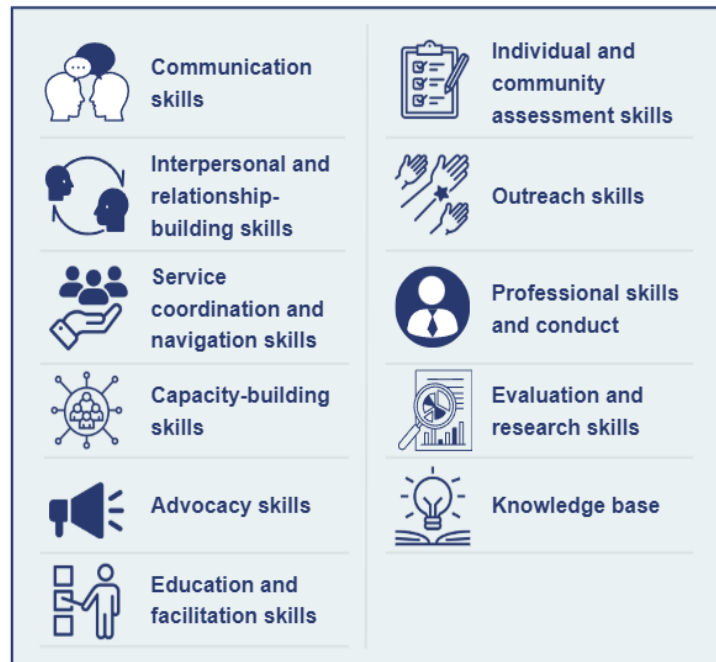 Communication
skills
Interpersonal and
relationship-
building skills
Service
coordination and
navigation skills
Capacity-building
skills
Advocacy skills
Education and
facilitation skills
Individual and
community
assessment skills
Outreach skills
Professional skills
and conduct
Evaluation and
research skills
Knowledge base